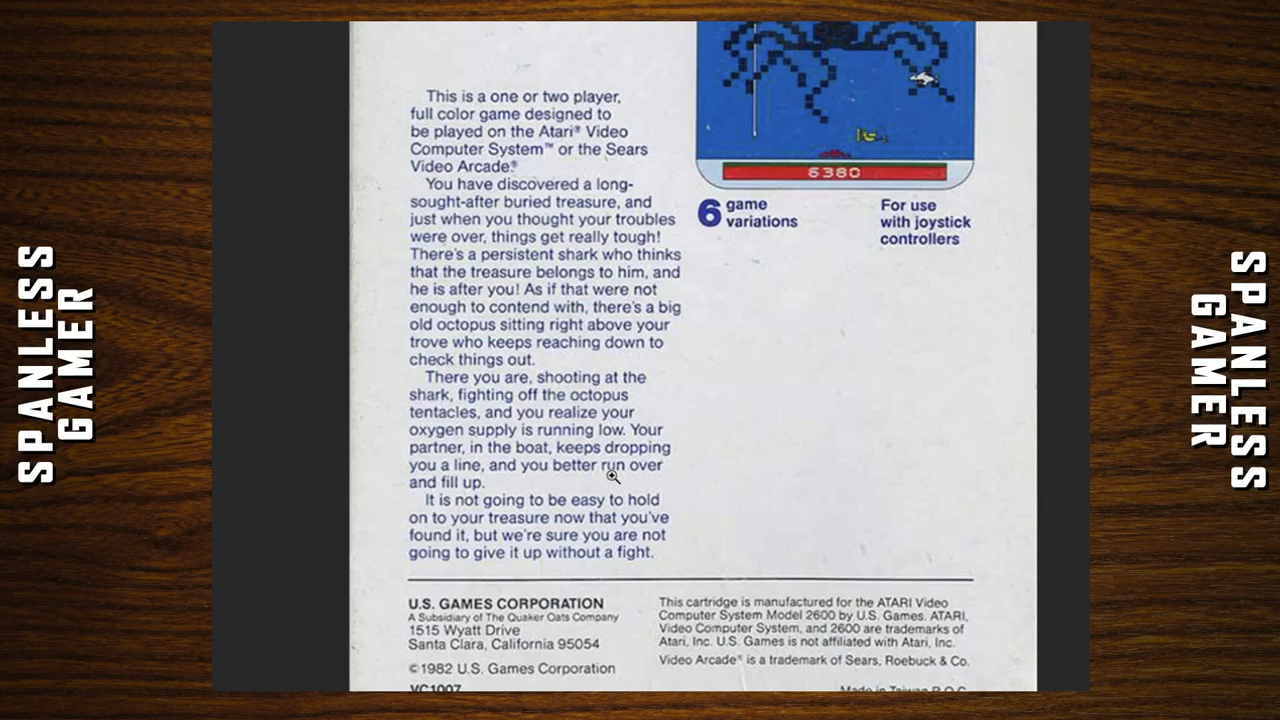 SPANLESS
GAMER
This is a one or two player,
full color game designed to
be played on the Atari® Video
Computer System™ or the Sears
Video Arcade.®
You have discovered a long-
sought-after buried treasure, and
just when you thought your troubles
were over, things get really tough!
There's a persistent shark who thinks
that the treasure belongs to him, and
he is after you! As if that were not
enough to contend with, there's a big
old octopus sitting right above your
trove who keeps reaching down to
check things out.
There you are, shooting at the
shark, fighting off the octopus
tentacles, and you realize your
oxygen supply is running low. Your
partner, in the boat, keeps dropping
you a line, and you better run over
and fill up.
It is not going to be easy to hold
on to your treasure now that you've
found it, but we're sure you are not
going to give it up without a fight.
6380
6 game
variations
For use
with joystick
controllers
U.S. GAMES CORPORATION
A Subsidiary of The Quaker Oats Company
1515 Wyatt Drive
Santa Clara, California 95054
©1982 U.S. Games Corporation
VC1007
This cartridge is manufactured for the ATARI Video
Computer System Model 2600 by U.S. Games. ATARI,
Video Computer System, and 2600 are trademarks of
Atari, Inc. U.S. Games is not affiliated with Atari, Inc.
Video Arcade® is a trademark of Sears, Roebuck & Co.
Made in Taiwan R.O.C.
SPANLESS
GAMER